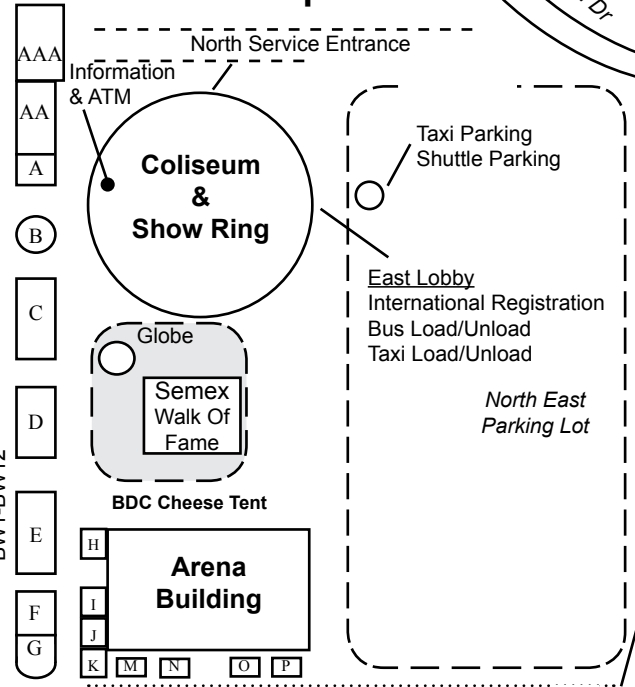 Dr
North Service Entrance
AAA
Information
& ATM
AA
A
Taxi Parking
Shuttle Parking
Coliseum
&
Show Ring
B
East Lobby
International Registration
Bus Load/Unload
Taxi Load/Unload
C
Globe
Semex
Walk Of
Fame
D
North East
Parking Lot
BDC Cheese Tent
E
H
Arena
Building
I
F
J
G
K
M
N
O
P